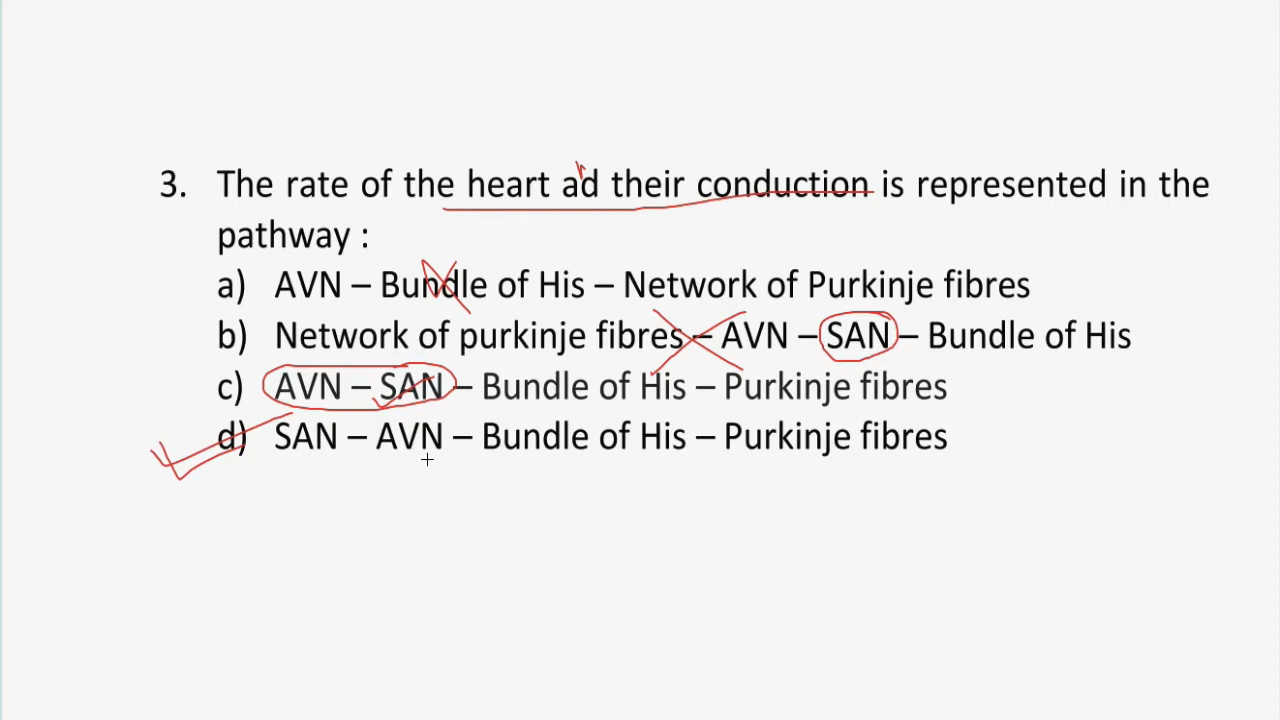 3. The rate of the heart ad their conduction is represented in the
pathway :
a) AVN – Bundle of His – Network of Purkinje fibres
b) Network of purkinje fibres – AVN – SAN – Bundle of His
c) AVN – SAN – Bundle of His – Purkinje fibres
d) SAN – AVN – Bundle of His – Purkinje fibres